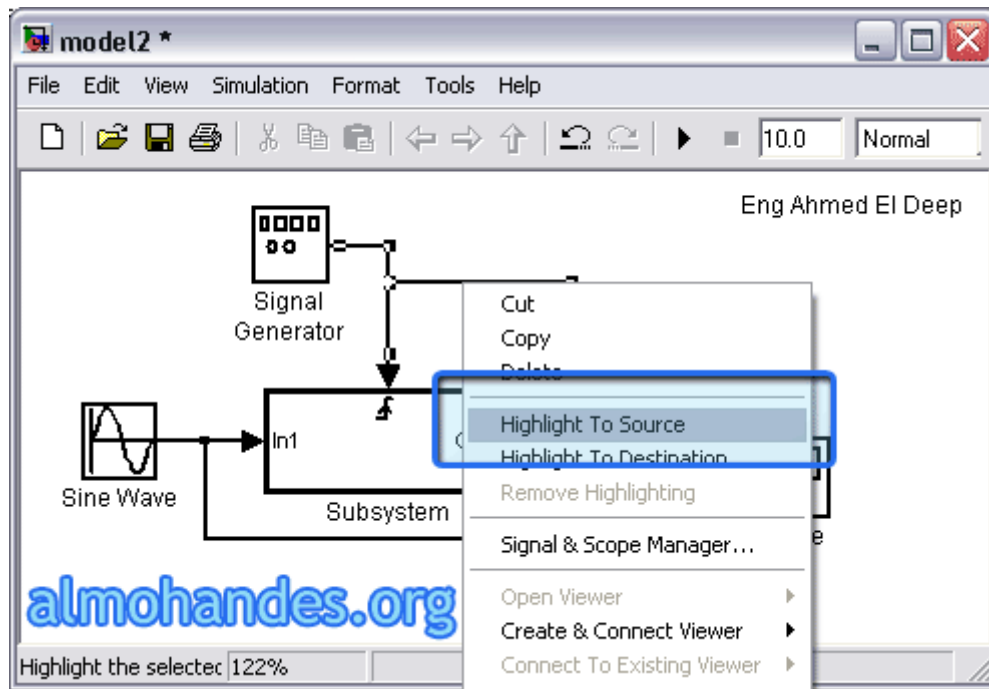 model2 *
File Edit View Simulation Format Tools Help
10.0 Normal
Eng Ahmed El Deep
Signal
Generator
Cut
Copy
Delete
Highlight To Source
In1
Highlight To Destination
Sine Wave
Remove Highlighting
Subsystem
Signal & Scope Manager...
almohandes.org
Open Viewer
Create & Connect Viewer
Connect To Existing Viewer
Highlight the selectec 122%